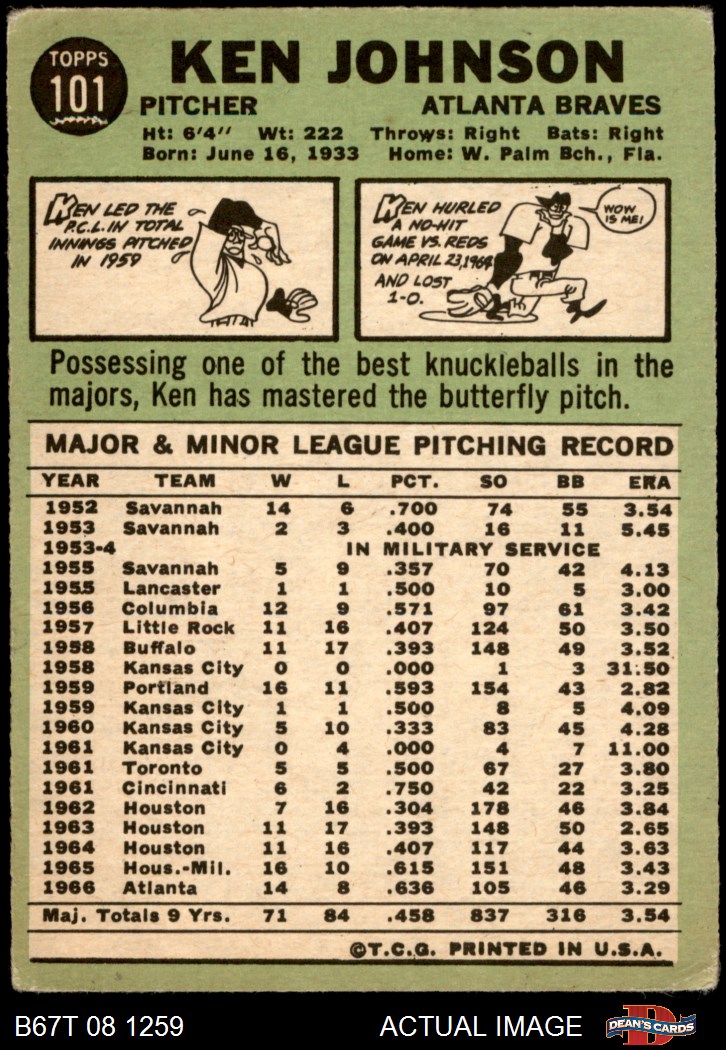 TOPPS
101
KEN JOHNSON
PITCHER ATLANTA BRAVES
Ht: 6'4" Wt: 222 Throws: Right Bats: Right
Born: June 16, 1933 Home: W. Palm Bch., Fla.
KEN LED THE
P.C.L. IN TOTAL
INNINGS PITCHED
IN 1959
KEN HURLED
A NO-HIT
GAME VS. REDS
ON APRIL 23, 1964
AND LOST
1-0.
WOW
IS ME!
Possessing one of the best knuckleballs in the
majors, Ken has mastered the butterfly pitch.
MAJOR & MINOR LEAGUE PITCHING RECORD
YEAR TEAM W L PCT. SO BB ERA
1952 Savannah 14 6 .700 74 55 3.54
1953 Savannah 2 3 .400 16 11 5.45
1953-4 IN MILITARY SERVICE
1955 Savannah 5 9 .357 70 42 4.13
1955 Lancaster 1 1 .500 10 5 3.00
1956 Columbia 12 9 .571 97 61 3.42
1957 Little Rock 11 16 .407 124 50 3.50
1958 Buffalo 11 17 .393 148 49 3.52
1958 Kansas City 0 0 .000 1 3 31.50
1959 Portland 16 11 .593 154 43 2.82
1959 Kansas City 1 1 .500 8 5 4.09
1960 Kansas City 5 10 .333 83 45 4.28
1961 Kansas City 0 4 .000 4 7 11.00
1961 Toronto 5 5 .500 67 27 3.80
1961 Cincinnati 6 2 .750 42 22 3.25
1962 Houston 7 16 .304 178 46 3.84
1963 Houston 11 17 .393 148 50 2.65
1964 Houston 11 16 .407 117 44 3.63
1965 Hous.-Mil. 16 10 .615 151 48 3.43
1966 Atlanta 14 8 .636 105 46 3.29
Maj. Totals 9 Yrs. 71 84 .458 837 316 3.54
©T.C.G. PRINTED IN U.S.A.
B67T 08 1259 ACTUAL IMAGE
D
DEAN'S CARDS